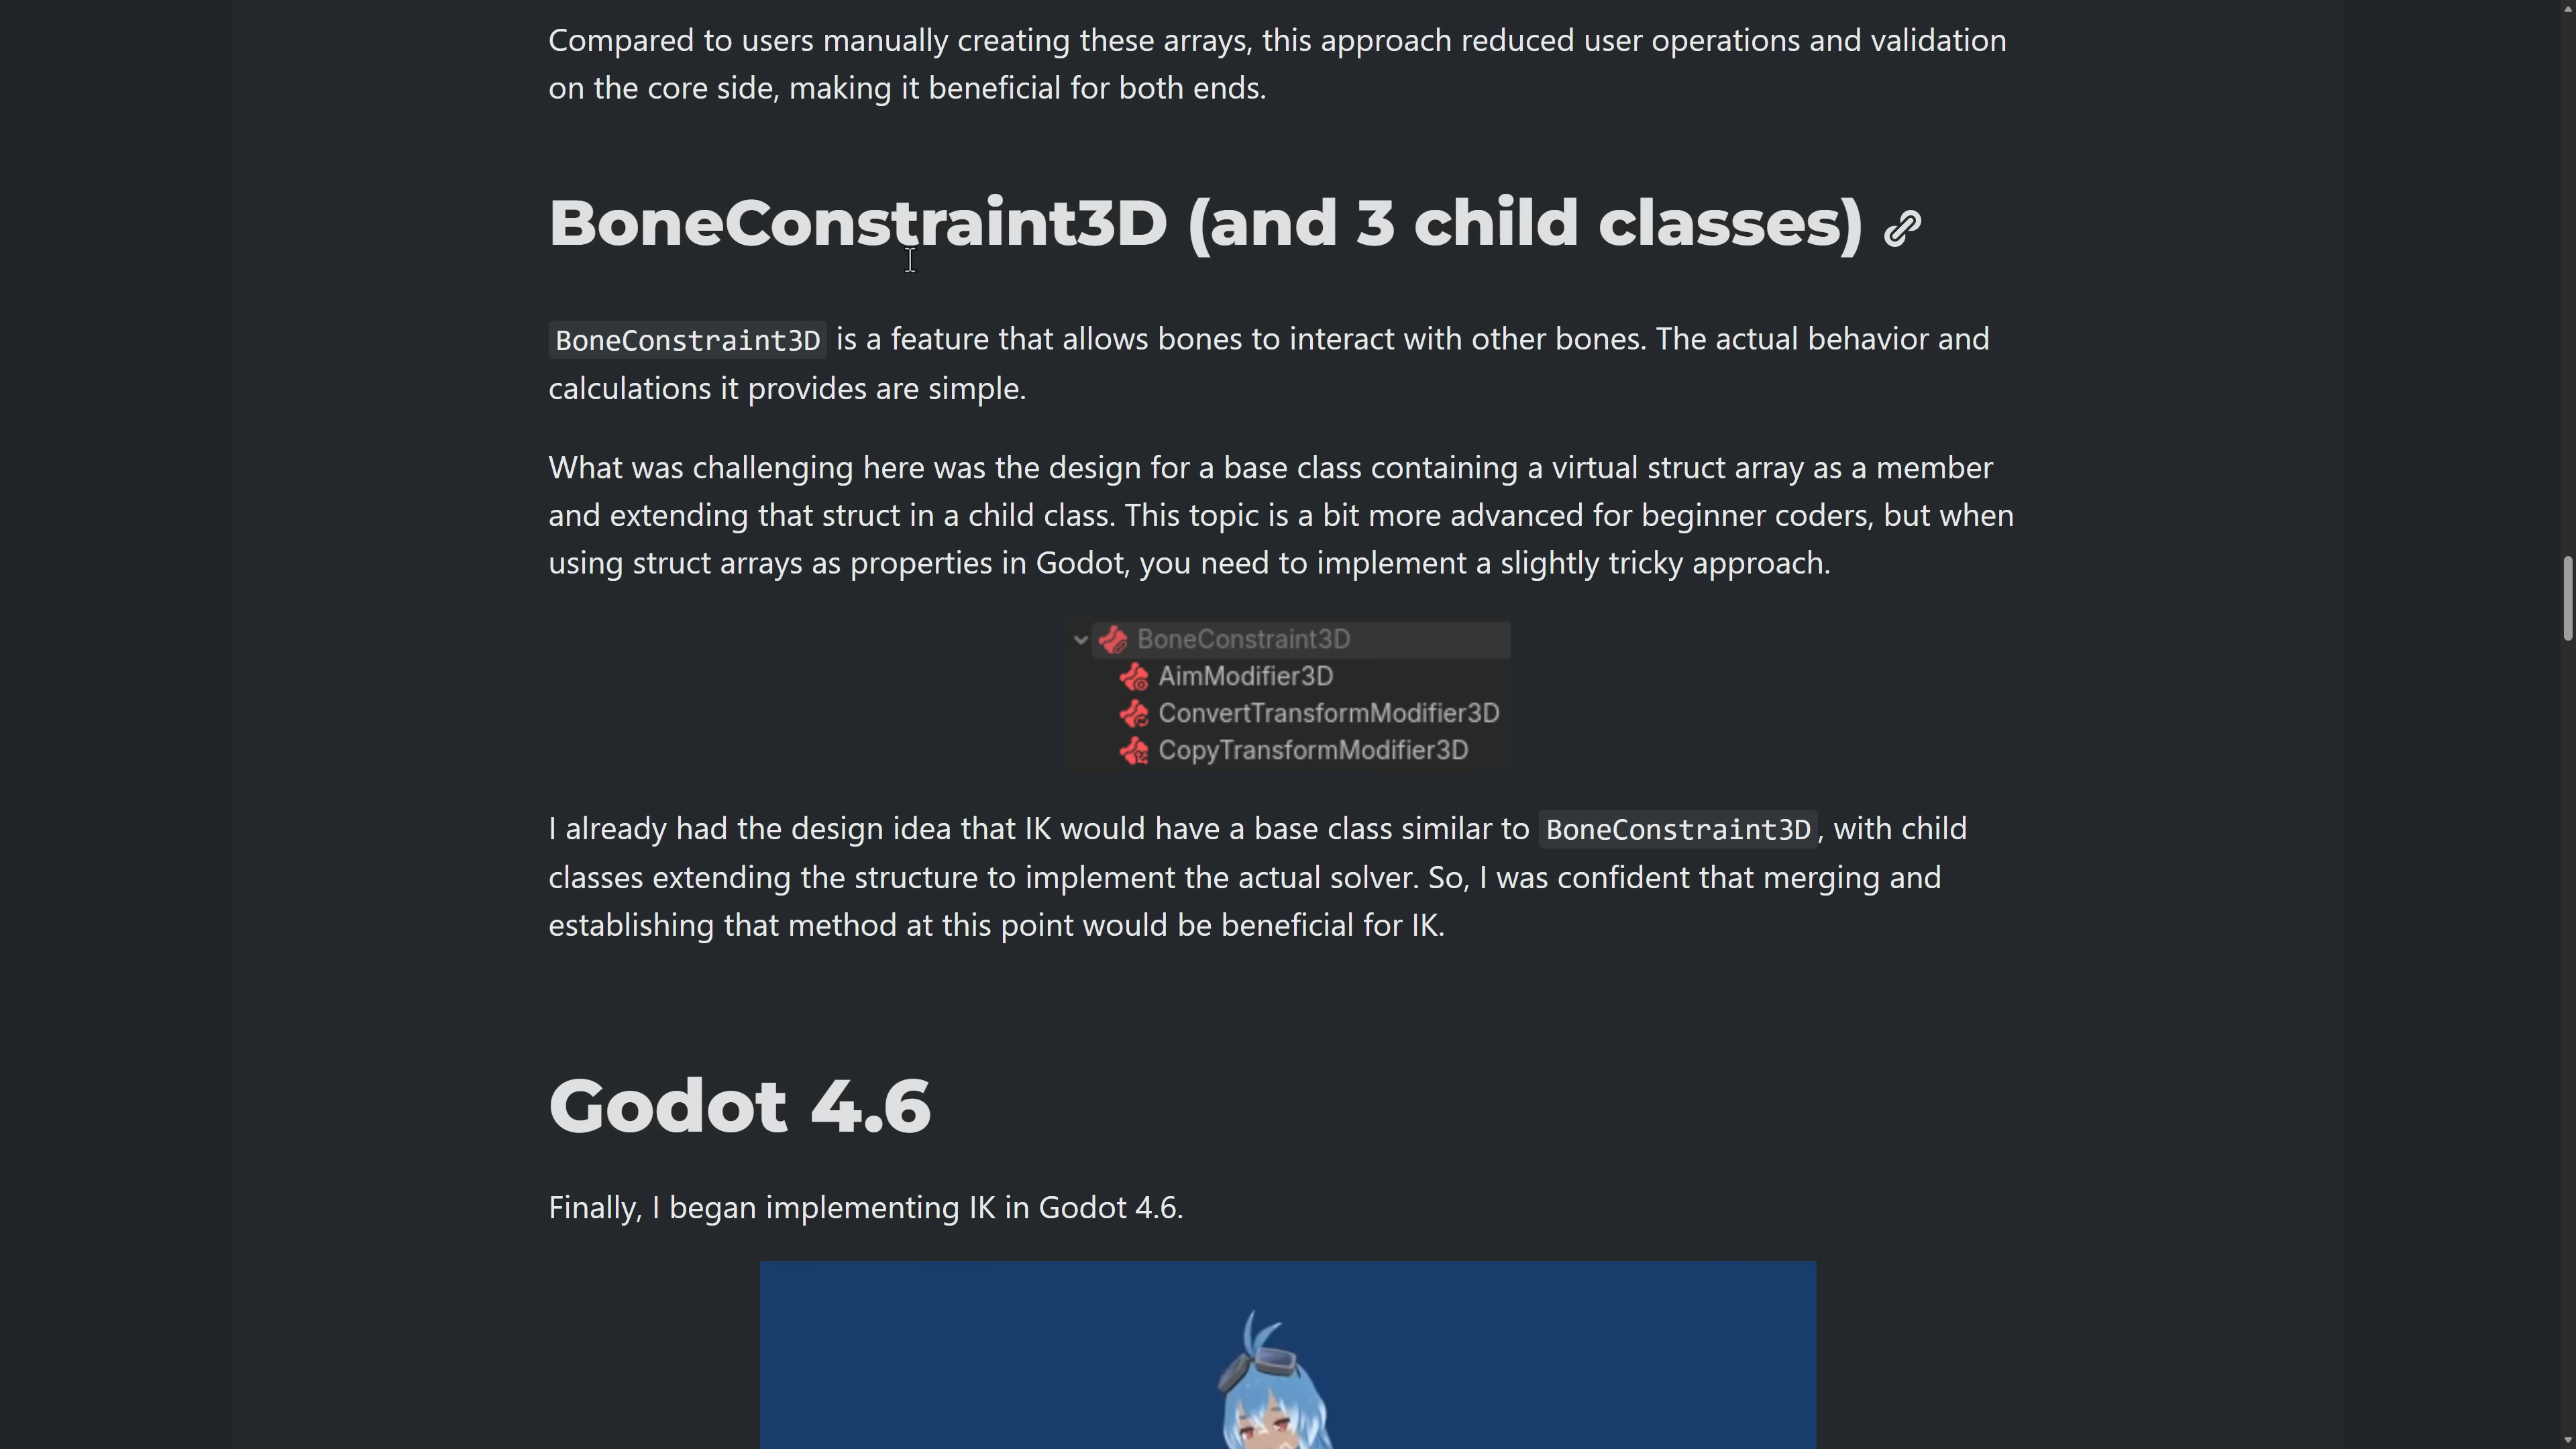 Compared to users manually creating these arrays, this approach reduced user operations and validation
on the core side, making it beneficial for both ends.
BoneConstraint3D (and 3 child classes)
BoneConstraint3D is a feature that allows bones to interact with other bones. The actual behavior and
calculations it provides are simple.
What was challenging here was the design for a base class containing a virtual struct array as a member
and extending that struct in a child class. This topic is a bit more advanced for beginner coders, but when
using struct arrays as properties in Godot, you need to implement a slightly tricky approach.
BoneConstraint3D
AimModifier3D
ConvertTransformModifier3D
CopyTransformModifier3D
I already had the design idea that IK would have a base class similar to BoneConstraint3D, with child
classes extending the structure to implement the actual solver. So, I was confident that merging and
establishing that method at this point would be beneficial for IK.
Godot 4.6
Finally, I began implementing IK in Godot 4.6.